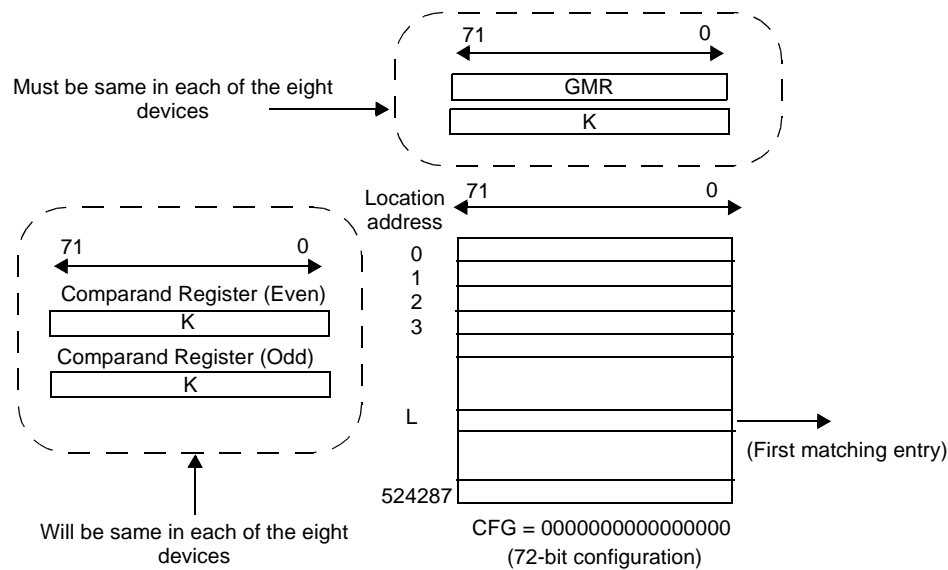 71 0
GMR
K
Must be same in each of the eight
devices
Location
address
71 0
0
1
2
3
L
524287
(First matching entry)
CFG = 0000000000000000
(72-bit configuration)
71 0
Comparand Register (Even)
K
Comparand Register (Odd)
K
Will be same in each of the eight
devices